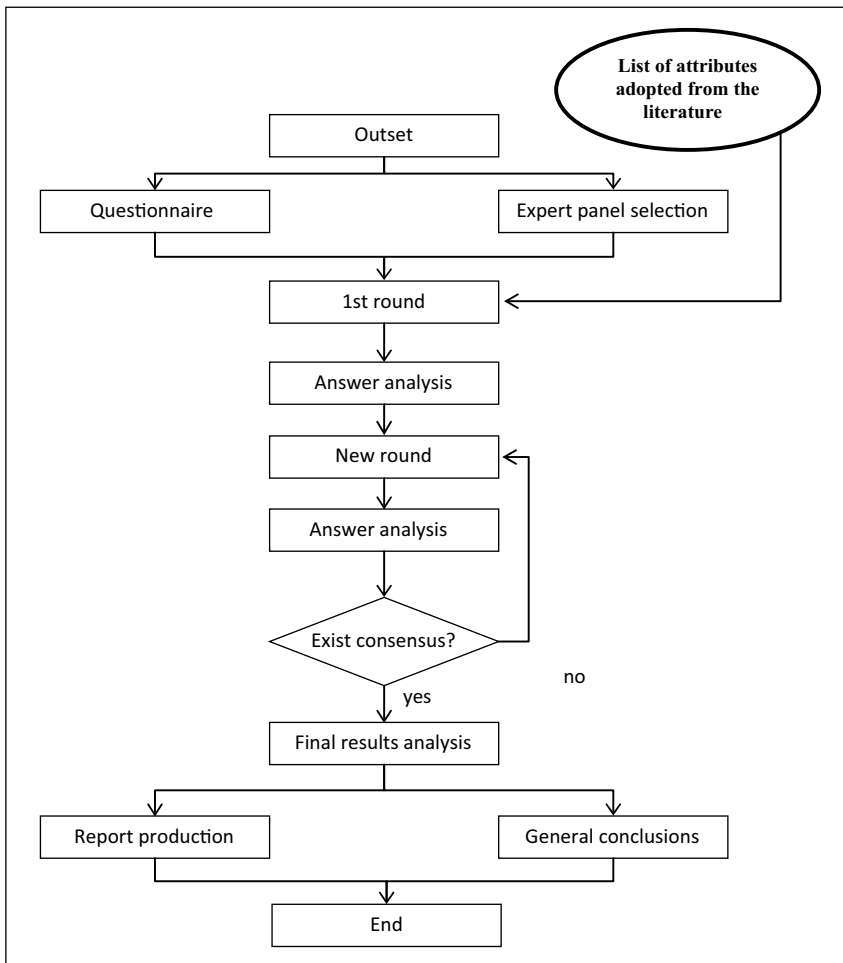 List of attributes
adopted from the
literature
Outset
Questionnaire
Expert panel selection
1st round
Answer analysis
New round
Answer analysis
Exist consensus?
no
yes
Final results analysis
Report production
General conclusions
End